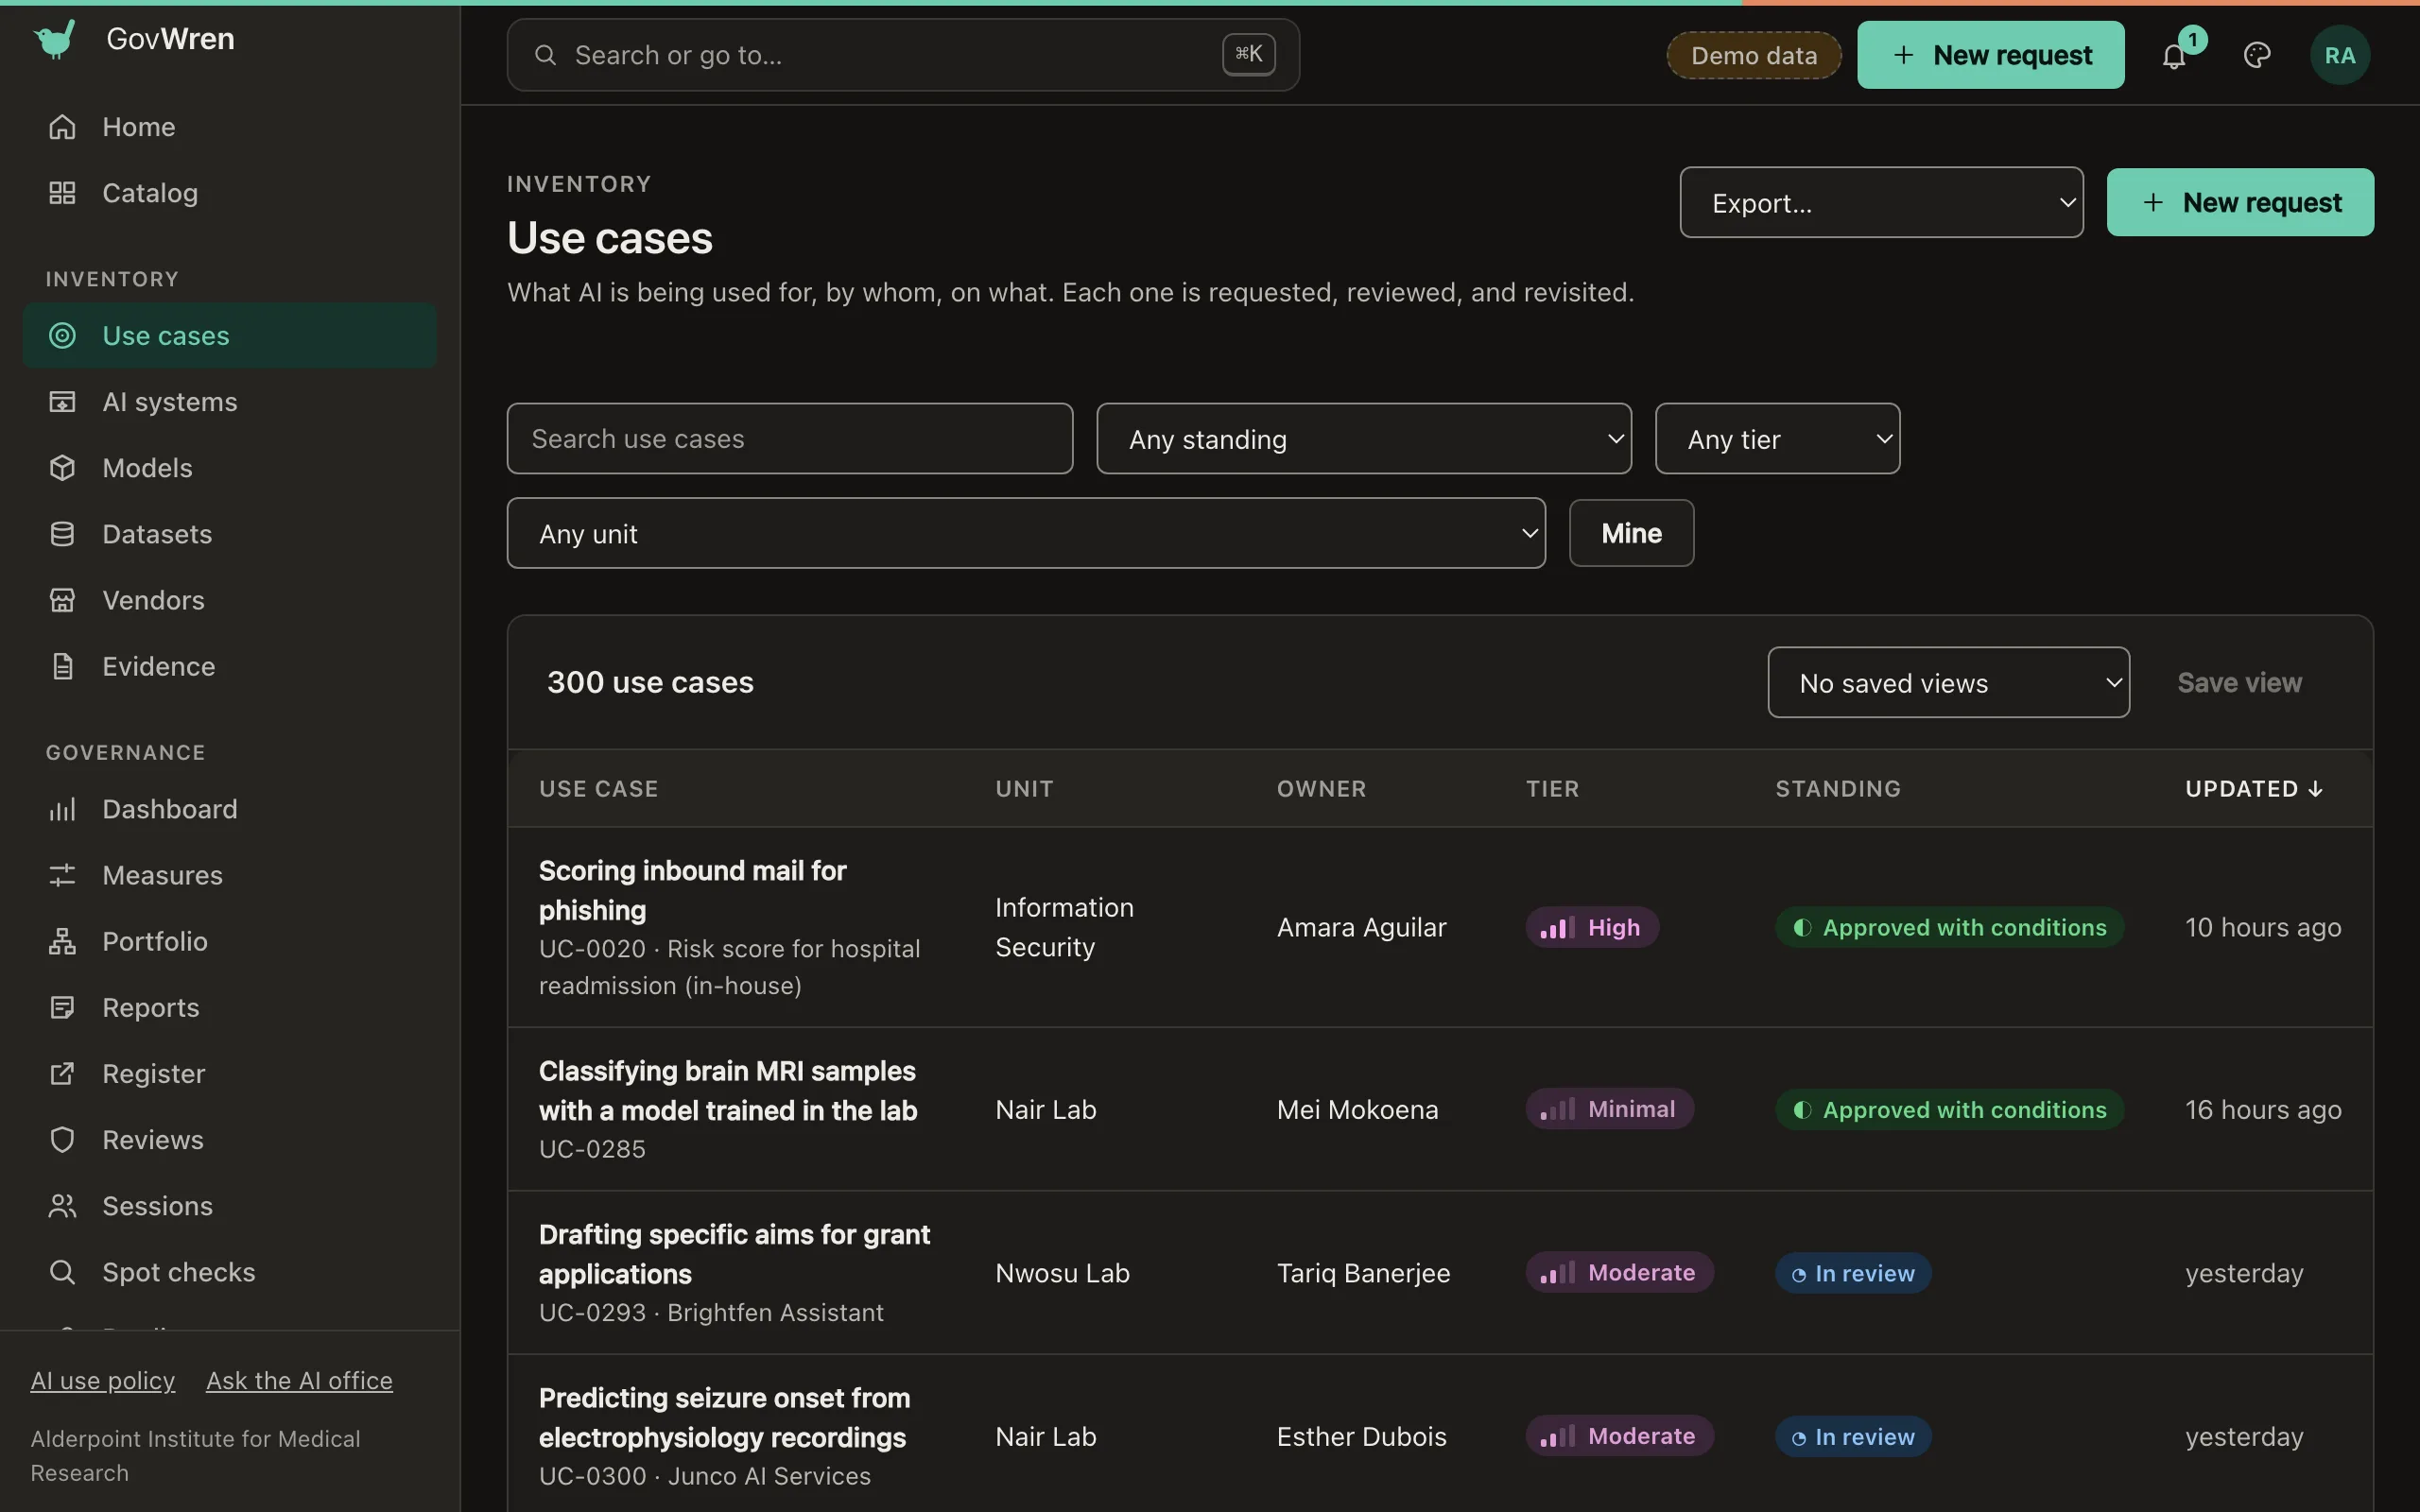 GovWren
Search or go to...
⌘K
Demo data
+ New request
1
RA
Home
Catalog
INVENTORY
Use cases
AI systems
Models
Datasets
Vendors
Evidence
GOVERNANCE
Dashboard
Measures
Portfolio
Reports
Register
Reviews
Sessions
Spot checks
AI use policy
Ask the AI office
Alderpoint Institute for Medical
Research
INVENTORY
Use cases
What AI is being used for, by whom, on what. Each one is requested, reviewed, and revisited.
Export...
+ New request
Search use cases
Any standing
Any tier
Any unit
Mine
300 use cases
No saved views
Save view
USE CASE
UNIT
OWNER
TIER
STANDING
UPDATED ↓
Scoring inbound mail for
phishing
UC-0020 · Risk score for hospital
readmission (in-house)
Information
Security
Amara Aguilar
High
Approved with conditions
10 hours ago
Classifying brain MRI samples
with a model trained in the lab
UC-0285
Nair Lab
Mei Mokoena
Minimal
Approved with conditions
16 hours ago
Drafting specific aims for grant
applications
UC-0293 · Brightfen Assistant
Nwosu Lab
Tariq Banerjee
Moderate
In review
yesterday
Predicting seizure onset from
electrophysiology recordings
UC-0300 · Junco AI Services
Nair Lab
Esther Dubois
Moderate
In review
yesterday